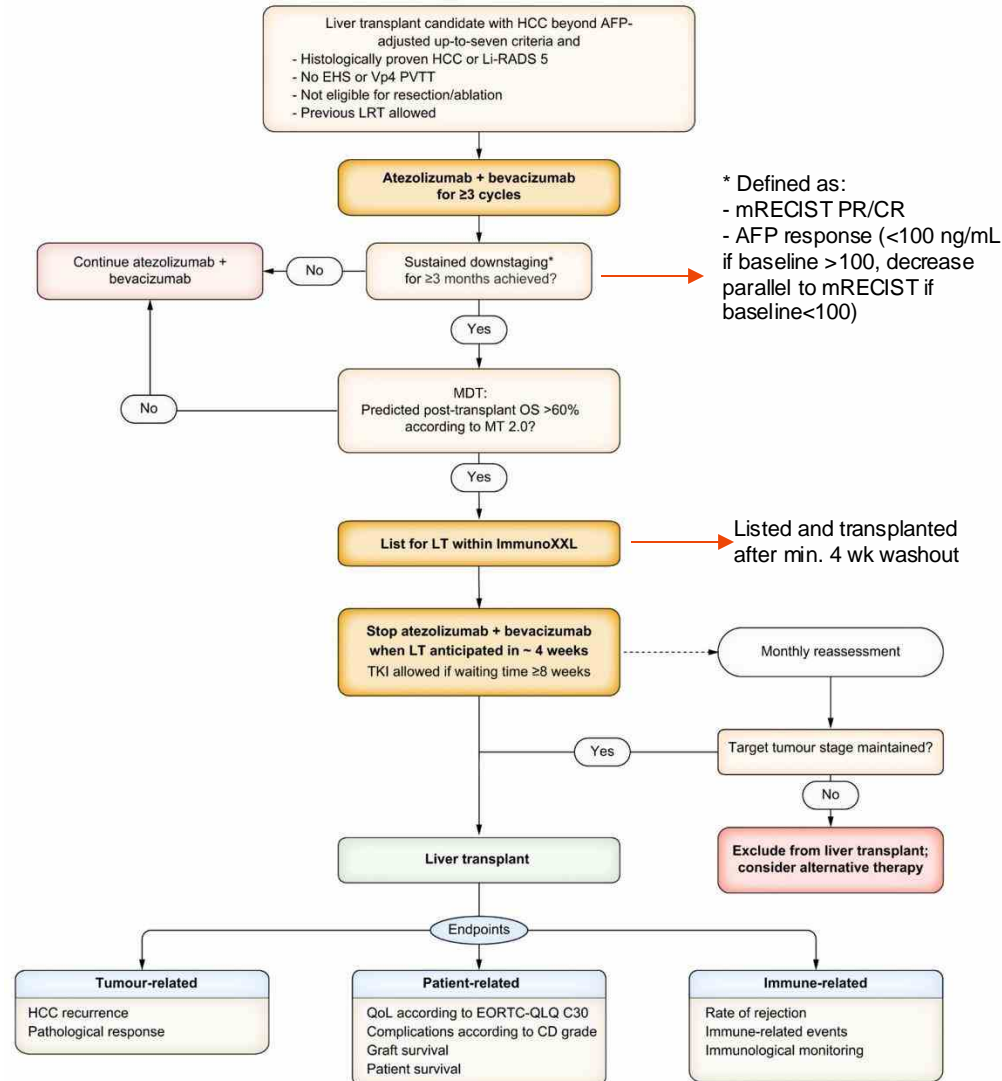 Liver transplant candidate with HCC beyond AFP-
adjusted up-to-seven criteria and
- Histologically proven HCC or Li-RADS 5
- No EHS or Vp4 PVTT
- Not eligible for resection/ablation
- Previous LRT allowed
Atezolizumab + bevacizumab
for ≥3 cycles
* Defined as:
- mRECIST PR/CR
- AFP response (<100 ng/mL
if baseline >100, decrease
parallel to mRECIST if
baseline<100)
Continue atezolizumab +
bevacizumab
No
Sustained downstaging*
for ≥3 months achieved?
Yes
No
MDT:
Predicted post-transplant OS >60%
according to MT 2.0?
Yes
List for LT within ImmunoXXL
Listed and transplanted
after min. 4 wk washout
Stop atezolizumab + bevacizumab
when LT anticipated in ~ 4 weeks
TKI allowed if waiting time ≥8 weeks
Monthly reassessment
Yes
Target tumour stage maintained?
No
Liver transplant
Exclude from liver transplant;
consider alternative therapy
Endpoints
Tumour-related
HCC recurrence
Pathological response
Patient-related
QoL according to EORTC-QLQ C30
Complications according to CD grade
Graft survival
Patient survival
Immune-related
Rate of rejection
Immune-related events
Immunological monitoring